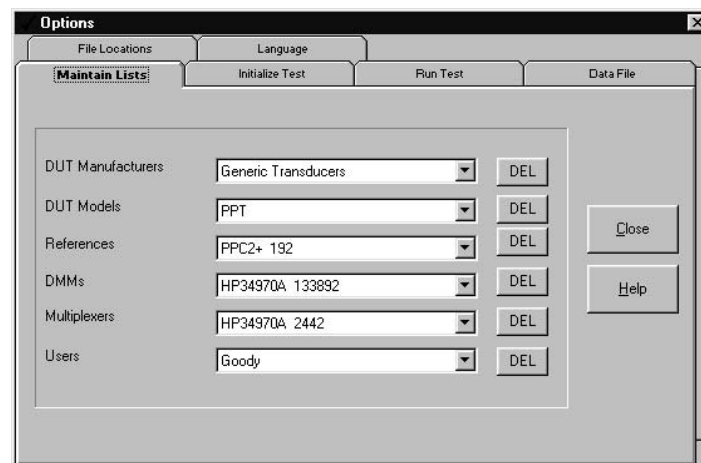 Options
File Locations Language
Maintain Lists Initialize Test Run Test Data File
DUT Manufacturers Generic Transducers DEL
DUT Models PPT DEL
References PPC2+ 192 DEL
DMMs HP34970A 133892 DEL
Multiplexers HP34970A 2442 DEL
Users Goody DEL
Close
Help